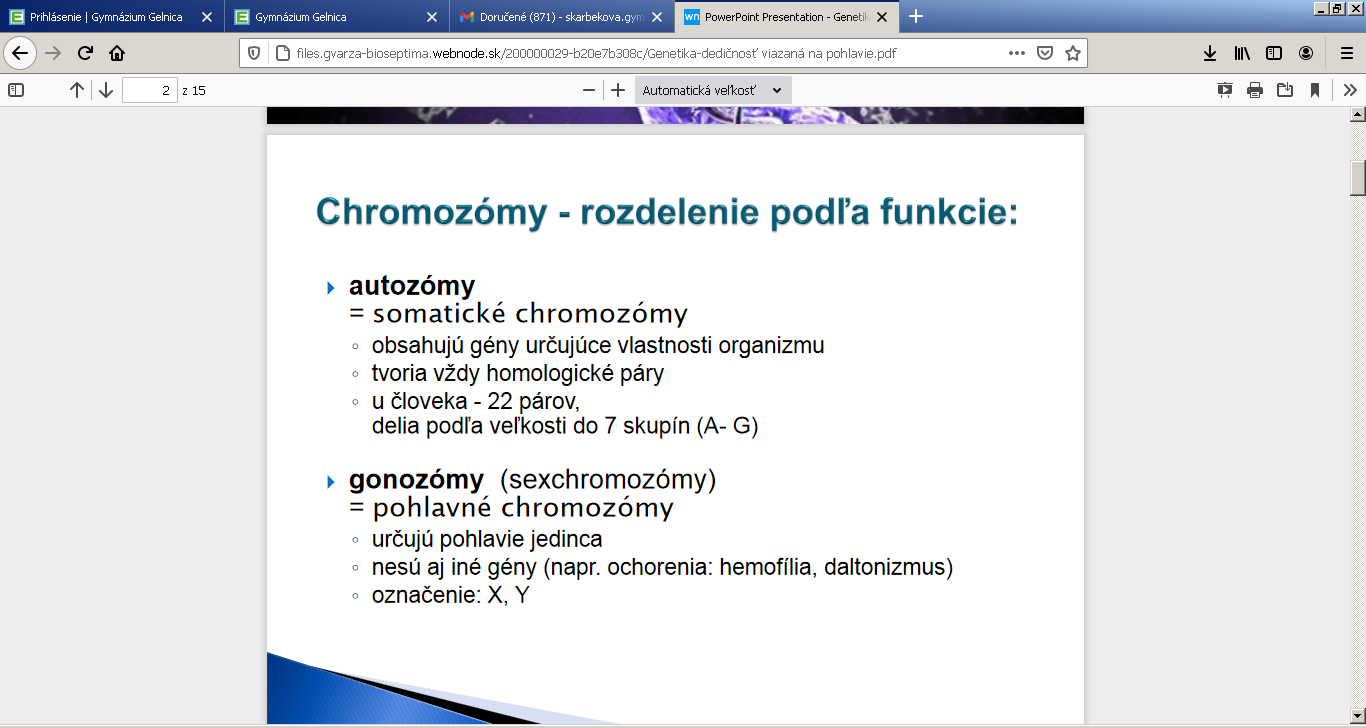 Prihlásenie | Gymnázium Gelnica
Gymnázium Gelnica
Doručené (871) - skarbekova.gym
PowerPoint Presentation - Genetik
files.gvarza-bioseptima.webnode.sk/200000029-b20e7b308c/Genetika-dedičnosť viazaná na pohlavie.pdf
2 z 15
Automatická veľkosť
Chromozómy - rozdelenie podľa funkcie:
autozómy
= somatické chromozómy
obsahujú gény určujúce vlastnosti organizmu
tvoria vždy homologické páry
u človeka - 22 párov,
delia podľa veľkosti do 7 skupín (A- G)
gonozómy (sexchromozómy)
= pohlavné chromozómy
určujú pohlavie jedinca
nesú aj iné gény (napr. ochorenia: hemofília, daltonizmus)
označenie: X, Y